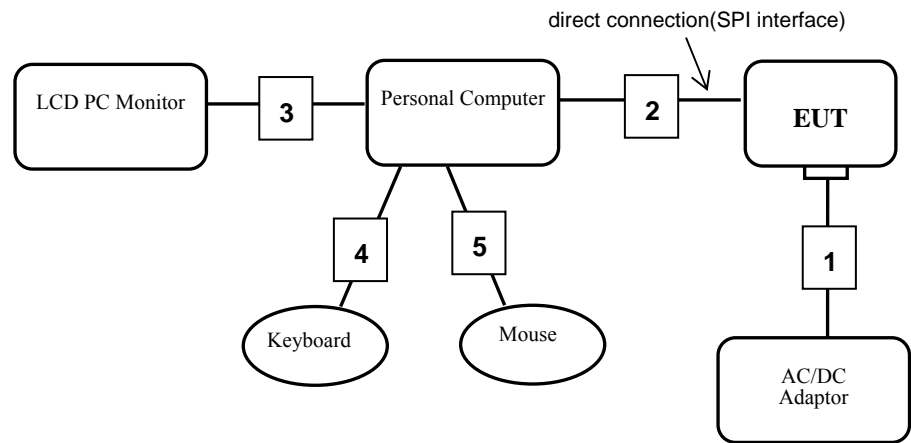 direct connection(SPI interface)
LCD PC Monitor
3
Personal Computer
2
EUT
4
5
1
Keyboard
Mouse
AC/DC
Adaptor